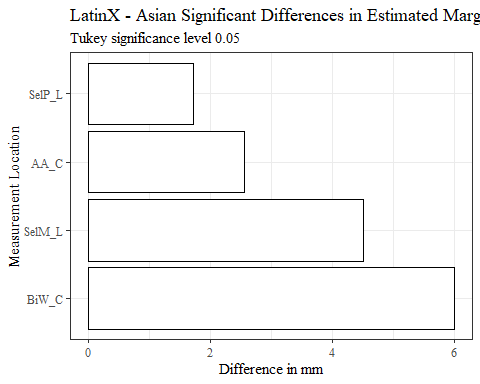 LatinX - Asian Significant Differences in Estimated Marg
Tukey significance level 0.05
SelP_L
AA_C
SelM_L
BiW_C
Measurement Location
0 2 4 6
Difference in mm